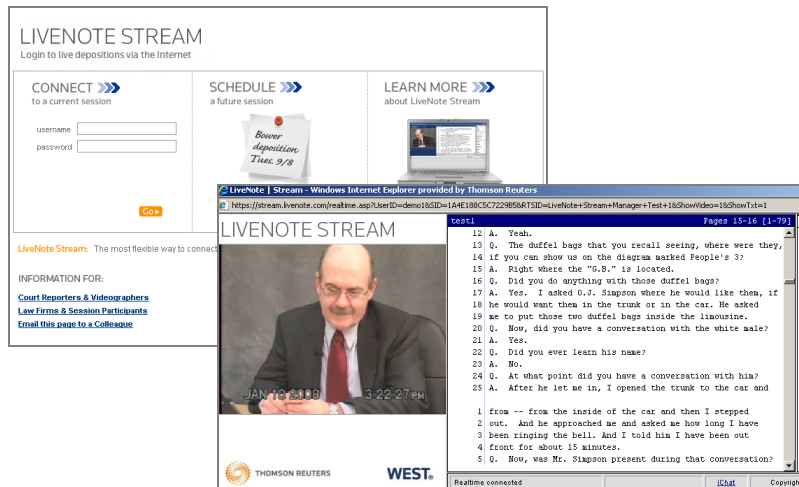 LIVENOTE STREAM
Login to live depositions via the Internet
CONNECT
to a current session
username
password
Go
SCHEDULE
a future session
Bower
deposition
Tues. 9/8
LEARN MORE
about LiveNote Stream
LiveNote Stream: The most flexible way to connect
INFORMATION FOR:
Court Reporters & Videographers
Law Firms & Session Participants
Email this page to a Colleague
LiveNote | Stream - Windows Internet Explorer provided by Thomson Reuters
https://stream.livenote.com/realtime.asp?UserID=demo1&SID=1A4E188C5C7229B5&RTSID=LiveNote+Stream+Manager+Test+1&ShowVideo=1&ShowTxt=1
LIVENOTE STREAM
JAN 18 2008 3:22:27 PM
THOMSON REUTERS
WEST®
test1 Pages 15-16 [1-79]
12 A. Yeah.
13 Q. The duffel bags that you recall seeing, where were they,
14 if you can show us on the diagram marked People's 3?
15 A. Right where the "G.B." is located.
16 Q. Did you do anything with those duffel bags?
17 A. Yes. I asked O.J. Simpson where he would like them, if
18 he would want them in the trunk or in the car. He asked
19 me to put those two duffel bags inside the limousine.
20 Q. Now, did you have a conversation with the white male?
21 A. Yes.
22 Q. Did you ever learn his name?
23 A. No.
24 Q. At what point did you have a conversation with him?
25 A. After he let me in, I opened the trunk to the car and
1 from -- from the inside of the car and then I stepped
2 out. And he approached me and asked me how long I have
3 been ringing the bell. And I told him I have been out
4 front for about 15 minutes.
5 Q. Now, was Mr. Simpson present during that conversation?
Realtime connected
iChat
Copyrigh